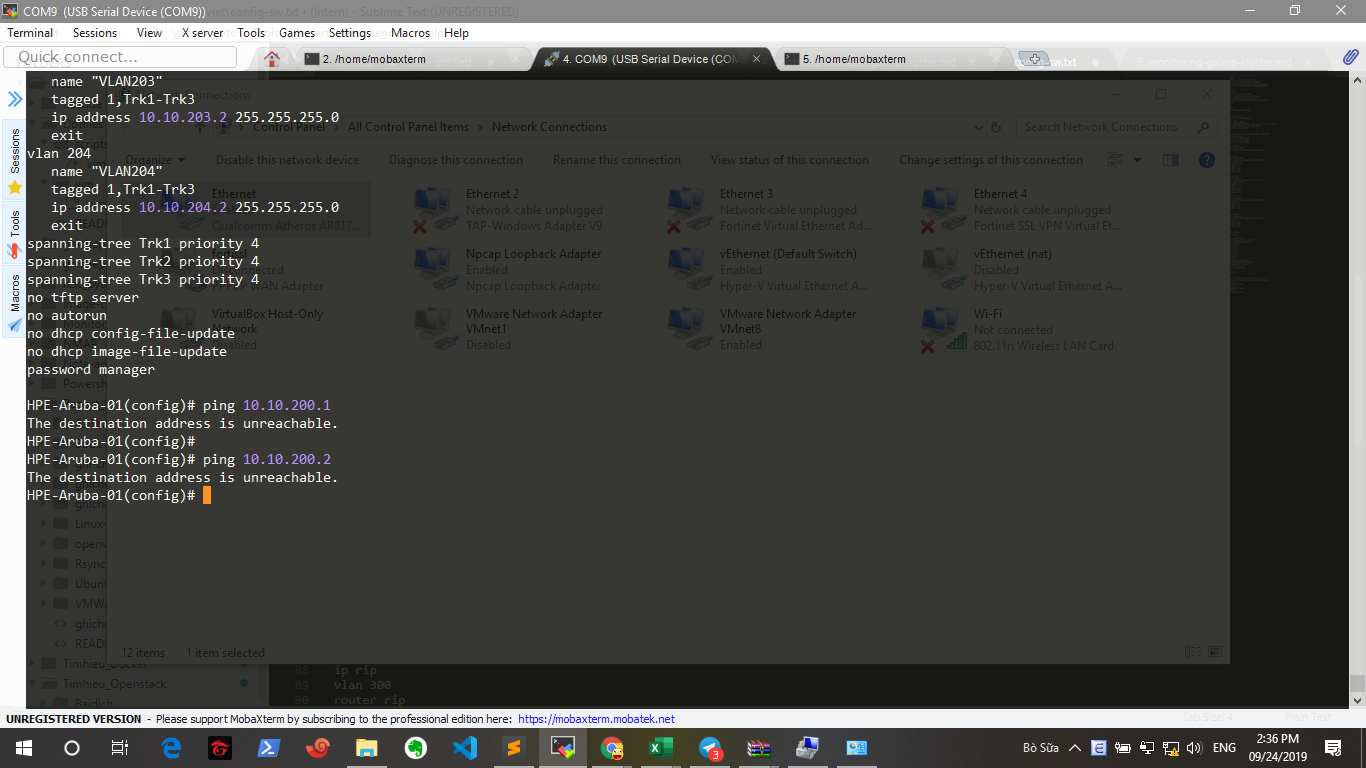 COM9 (USB Serial Device (COM9))
Terminal Sessions View X server Tools Games Settings Macros Help
Quick connect...
2. /home/mobaxterm
4. COM9 (USB Serial Device (COM
5. /home/mobaxterm
Sessions
Tools
Macros
name "VLAN203"
tagged 1,Trk1-Trk3
ip address 10.10.203.2 255.255.255.0
exit
vlan 204
name "VLAN204"
tagged 1,Trk1-Trk3
ip address 10.10.204.2 255.255.255.0
exit
spanning-tree Trk1 priority 4
spanning-tree Trk2 priority 4
spanning-tree Trk3 priority 4
no tftp server
no autorun
no dhcp config-file-update
no dhcp image-file-update
password manager
HPE-Aruba-01(config)# ping 10.10.200.1
The destination address is unreachable.
HPE-Aruba-01(config)#
HPE-Aruba-01(config)# ping 10.10.200.2
The destination address is unreachable.
HPE-Aruba-01(config)#
Control Panel › All Control Panel Items › Network Connections
Search Network Connections
Organize Disable this network device Diagnose this connection Rename this connection View status of this connection Change settings of this connection
Ethernet
Qualcomm Atheros AR817...
Ethernet 2
Network cable unplugged
TAP-Windows Adapter V9
Ethernet 3
Network cable unplugged
Fortinet Virtual Ethernet Ad...
Ethernet 4
Network cable unplugged
Fortinet SSL VPN Virtual Et...
Disconnected
WAN Adapter
Npcap Loopback Adapter
Enabled
Npcap Loopback Adapter
vEthernet (Default Switch)
Enabled
Hyper-V Virtual Ethernet A...
vEthernet (nat)
Disabled
Hyper-V Virtual Ethernet A...
VirtualBox Host-Only
Network
VMware Network Adapter
VMnet1
Disabled
VMware Network Adapter
VMnet8
Enabled
Wi-Fi
Not connected
802.11n Wireless LAN Card
12 items 1 item selected
Timhieu_Docker
Timhieu_Openstack
88 ip rip
89 vlan 300
90 router rip
UNREGISTERED VERSION - Please support MobaXterm by subscribing to the professional edition here: https://mobaxterm.mobatek.net
Tab Size: 4 Plain Text
Bò Sữa
ENG
2:36 PM
09/24/2019
3